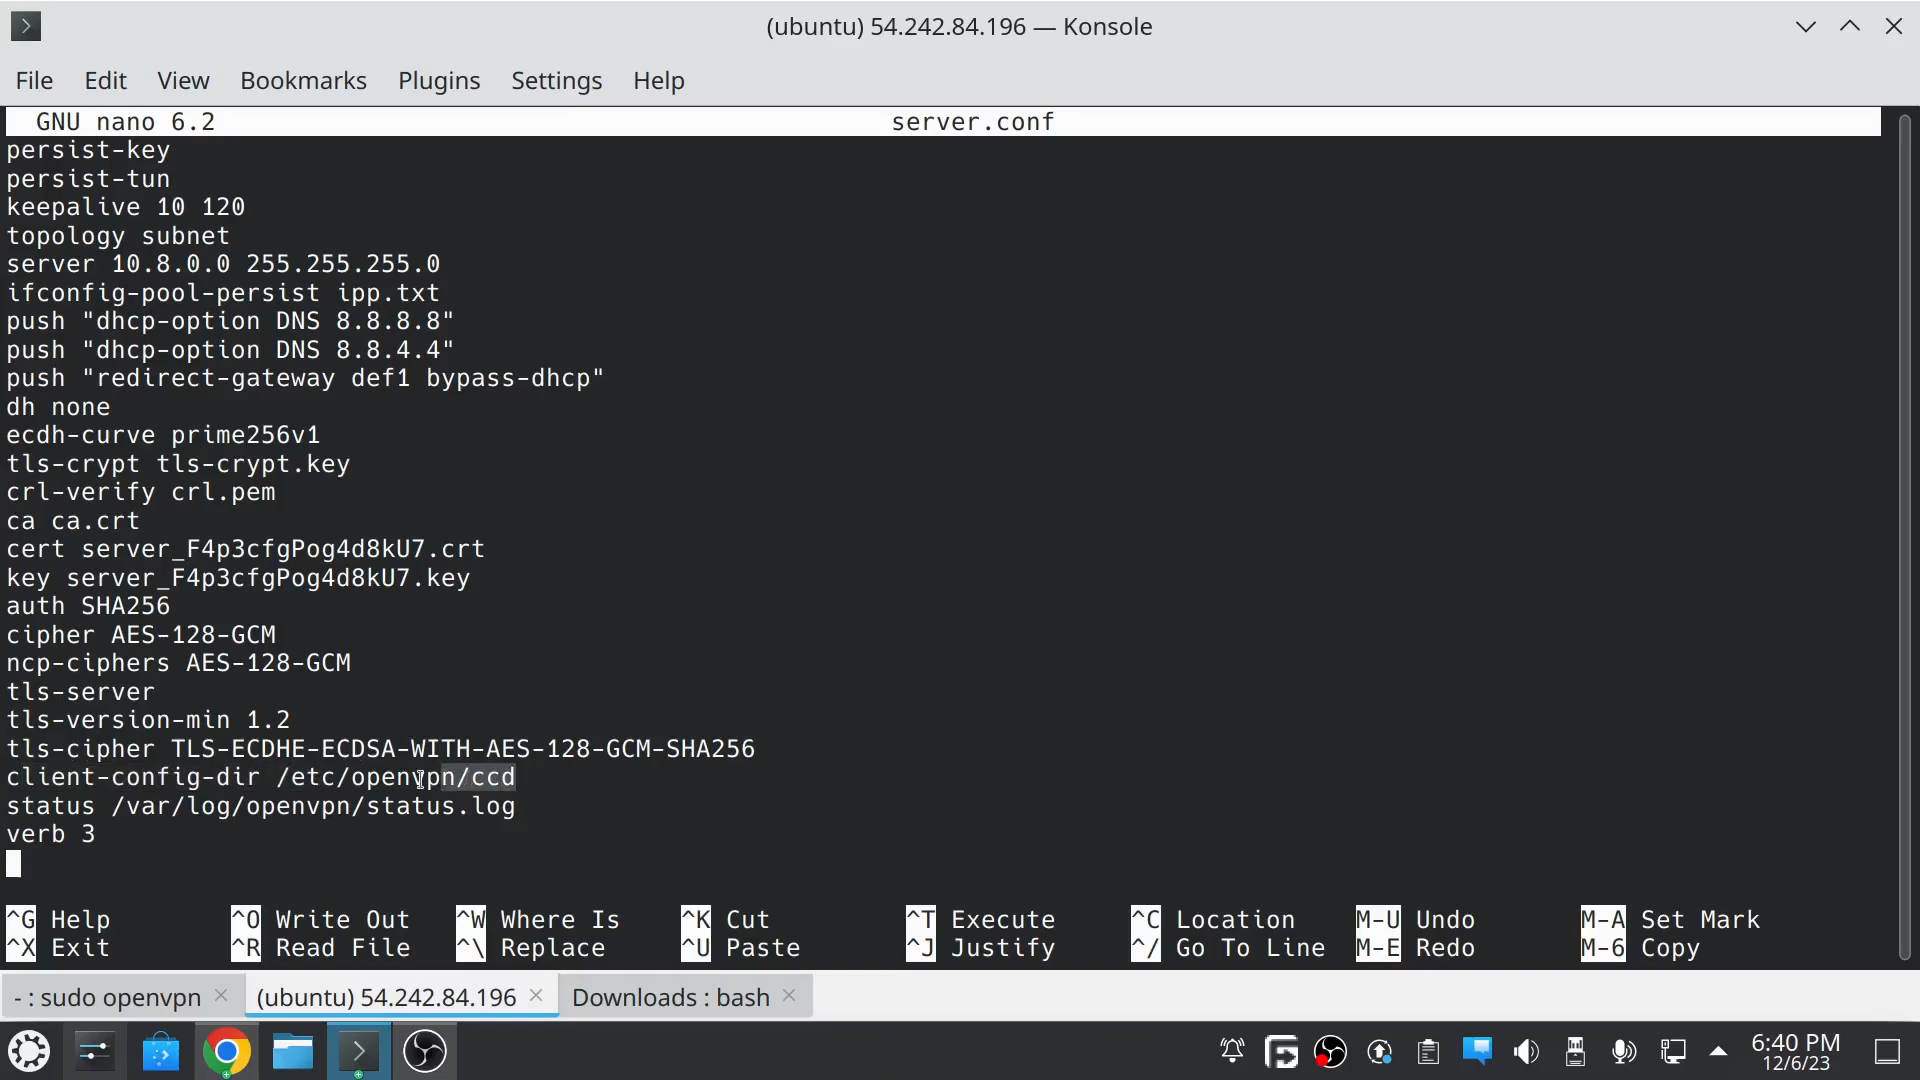 (ubuntu) 54.242.84.196 — Konsole
File Edit View Bookmarks Plugins Settings Help
GNU nano 6.2 server.conf
persist-key
persist-tun
keepalive 10 120
topology subnet
server 10.8.0.0 255.255.255.0
ifconfig-pool-persist ipp.txt
push "dhcp-option DNS 8.8.8.8"
push "dhcp-option DNS 8.8.4.4"
push "redirect-gateway def1 bypass-dhcp"
dh none
ecdh-curve prime256v1
tls-crypt tls-crypt.key
crl-verify crl.pem
ca ca.crt
cert server_F4p3cfgPog4d8kU7.crt
key server_F4p3cfgPog4d8kU7.key
auth SHA256
cipher AES-128-GCM
ncp-ciphers AES-128-GCM
tls-server
tls-version-min 1.2
tls-cipher TLS-ECDHE-ECDSA-WITH-AES-128-GCM-SHA256
client-config-dir /etc/openvpn/ccd
status /var/log/openvpn/status.log
verb 3
^G Help ^O Write Out ^W Where Is ^K Cut ^T Execute ^C Location M-U Undo M-A Set Mark
^X Exit ^R Read File ^\ Replace ^U Paste ^J Justify ^/ Go To Line M-E Redo M-6 Copy
- : sudo openvpn (ubuntu) 54.242.84.196 Downloads : bash
6:40 PM
12/6/23